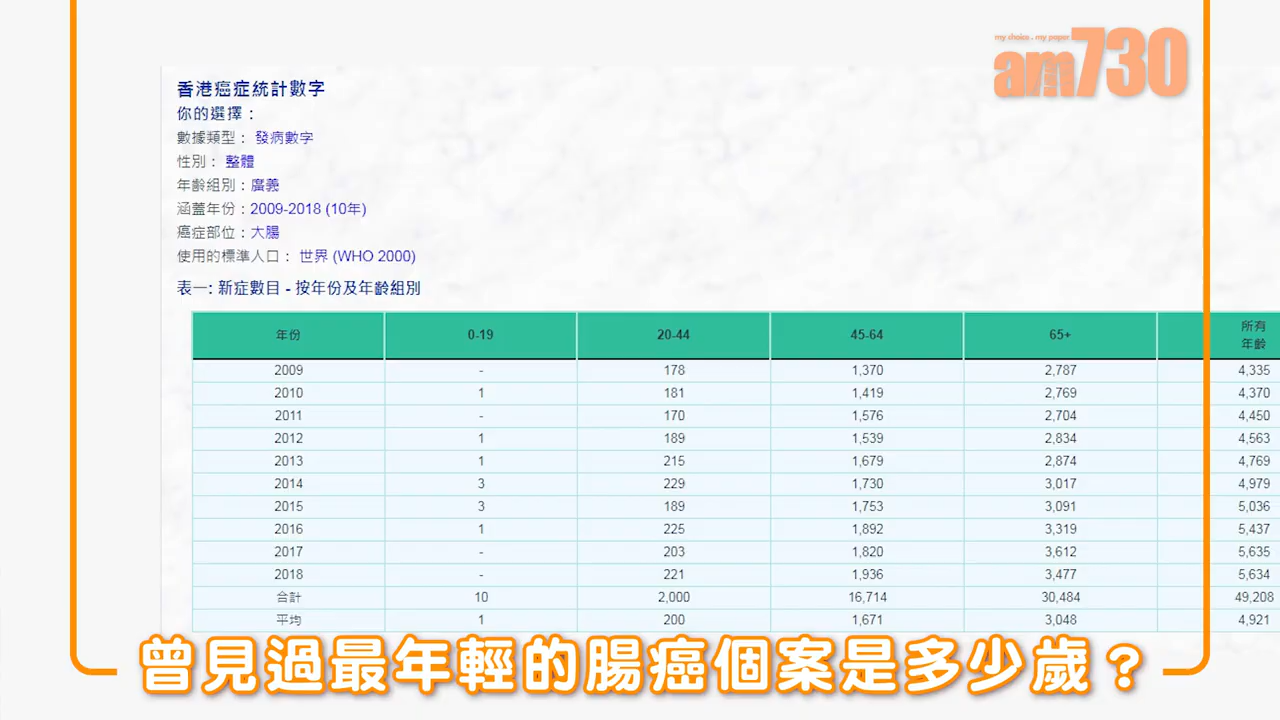 my choice . my paper
am730
香港癌症統計數字
你的選擇：
數據類型： 發病數字
性別： 整體
年齡組別：廣義
涵蓋年份：2009-2018 (10年)
癌症部位：大腸
使用的標準人口： 世界 (WHO 2000)
表一: 新症數目 - 按年份及年齡組別
年份 0-19 20-44 45-64 65+ 所有年齡
2009 - 178 1,370 2,787 4,335
2010 1 181 1,419 2,769 4,370
2011 - 170 1,576 2,704 4,450
2012 1 189 1,539 2,834 4,563
2013 1 215 1,679 2,874 4,769
2014 3 229 1,730 3,017 4,979
2015 3 189 1,753 3,091 5,036
2016 1 225 1,892 3,319 5,437
2017 - 203 1,820 3,612 5,635
2018 - 221 1,936 3,477 5,634
合計 10 2,000 16,714 30,484 49,208
平均 1 200 1,671 3,048 4,921
曾見過最年輕的腸癌個案是多少歲？